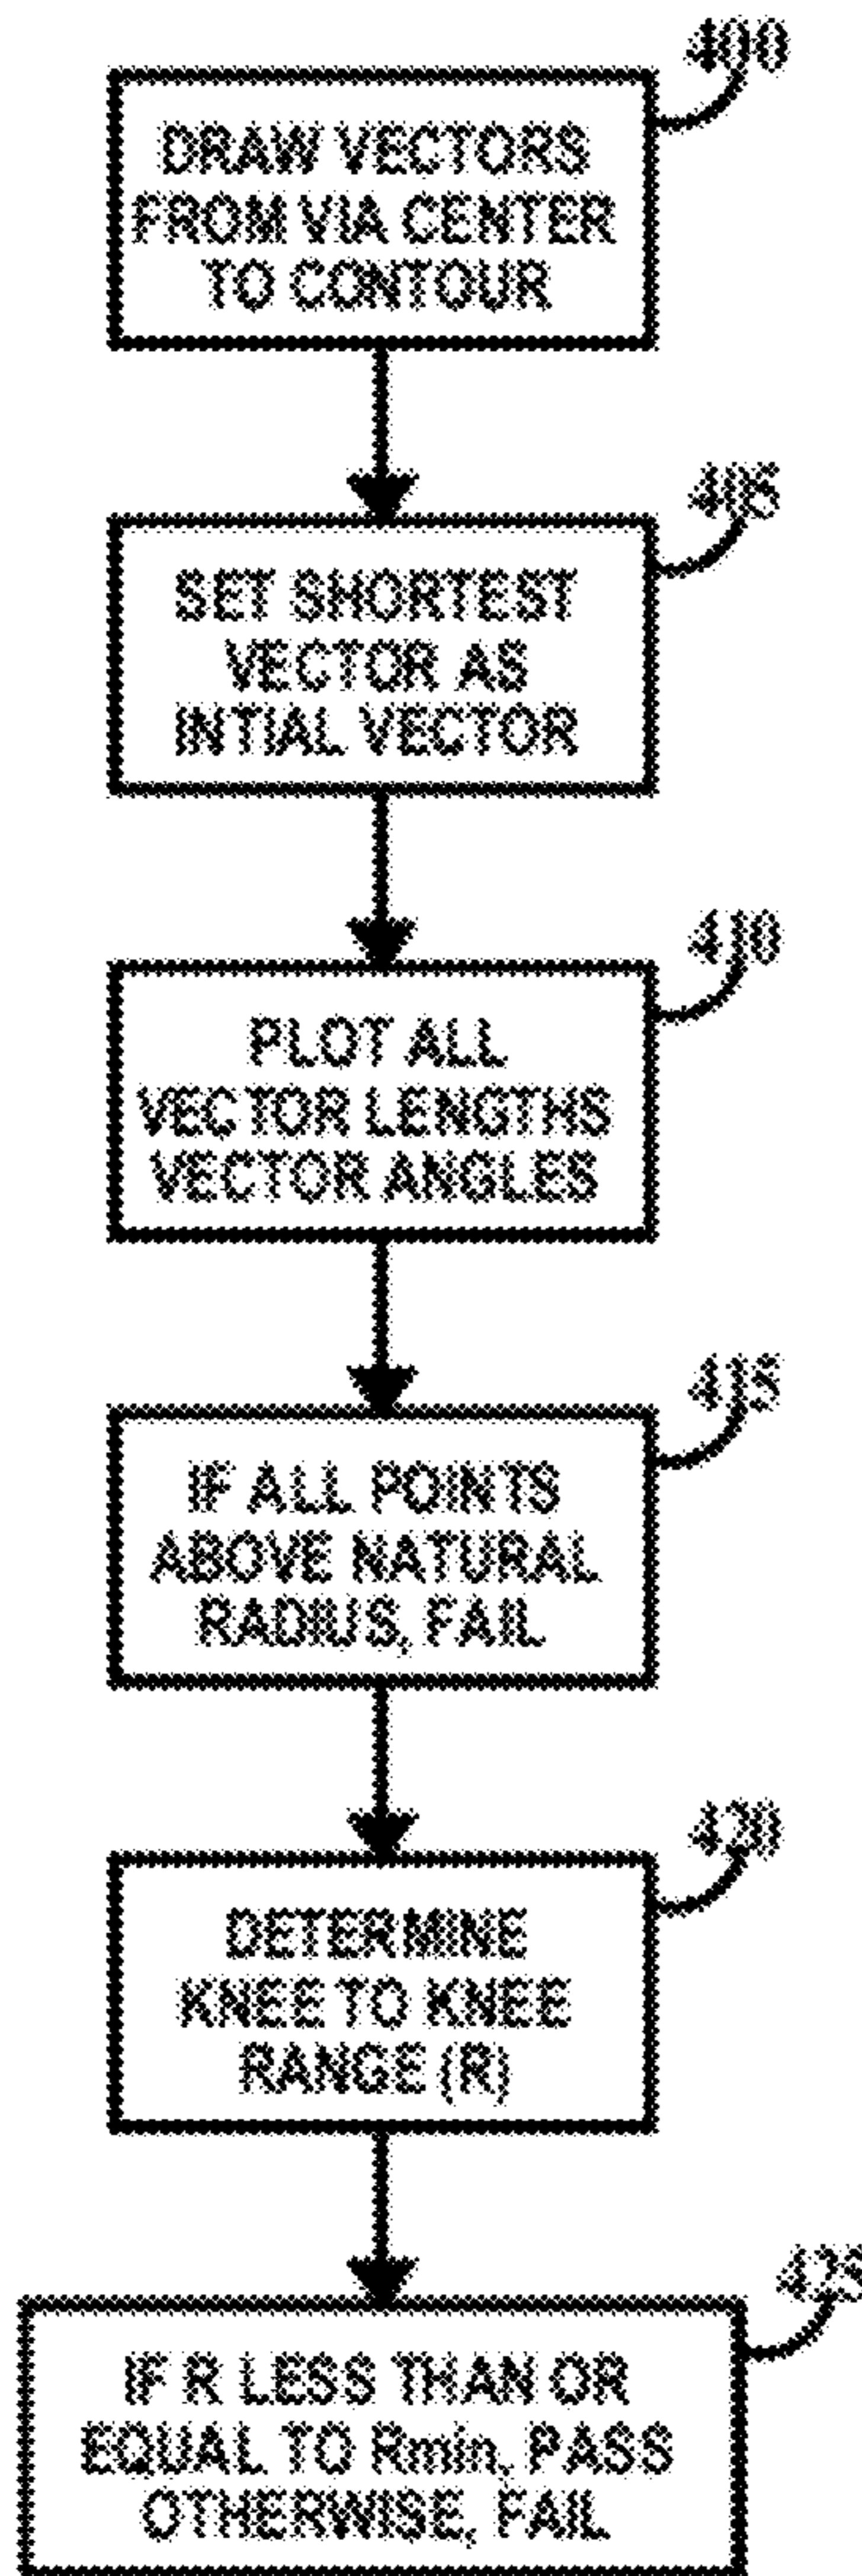 400
DRAW VECTORS
FROM VIA CENTER
TO CONTOUR
405
SET SHORTEST
VECTOR AS
INTIAL VECTOR
410
PLOT ALL
VECTOR LENGTHS
VECTOR ANGLES
415
IF ALL POINTS
ABOVE NATURAL
RADIUS, FAIL
420
DETERMINE
KNEE TO KNEE
RANGE (R)
425
IF R LESS THAN OR
EQUAL TO Rmin, PASS
OTHERWISE, FAIL